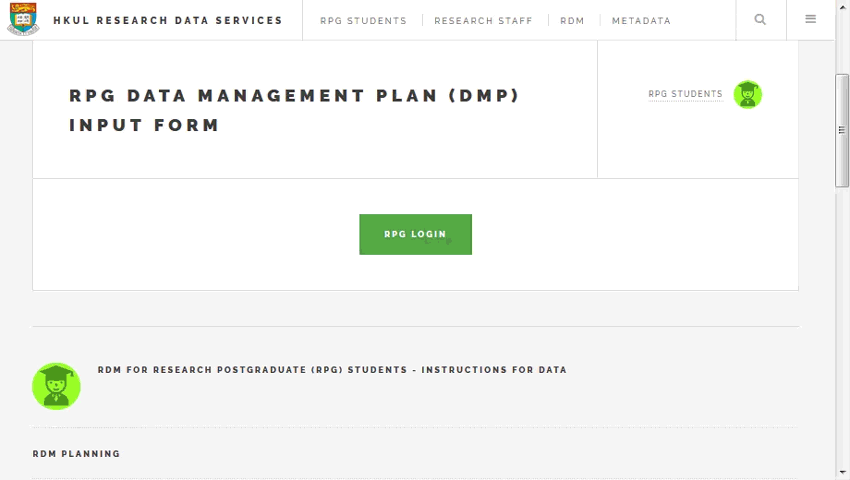 HKUL RESEARCH DATA SERVICES
RPG STUDENTS
RESEARCH STAFF
RDM
METADATA
RPG DATA MANAGEMENT PLAN (DMP)
INPUT FORM
RPG STUDENTS
RPG LOGIN
RDM FOR RESEARCH POSTGRADUATE (RPG) STUDENTS - INSTRUCTIONS FOR DATA
RDM PLANNING